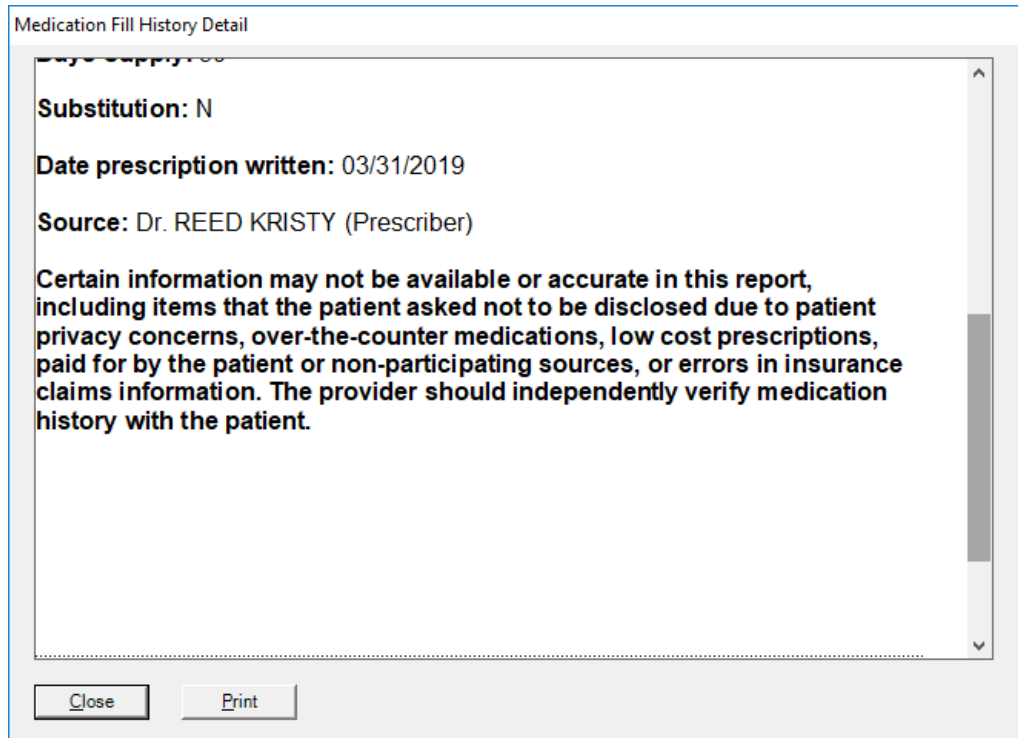 Medication Fill History Detail
Substitution: N
Date prescription written: 03/31/2019
Source: Dr. REED KRISTY (Prescriber)
Certain information may not be available or accurate in this report,
including items that the patient asked not to be disclosed due to patient
privacy concerns, over-the-counter medications, low cost prescriptions,
paid for by the patient or non-participating sources, or errors in insurance
claims information. The provider should independently verify medication
history with the patient.
Close Print